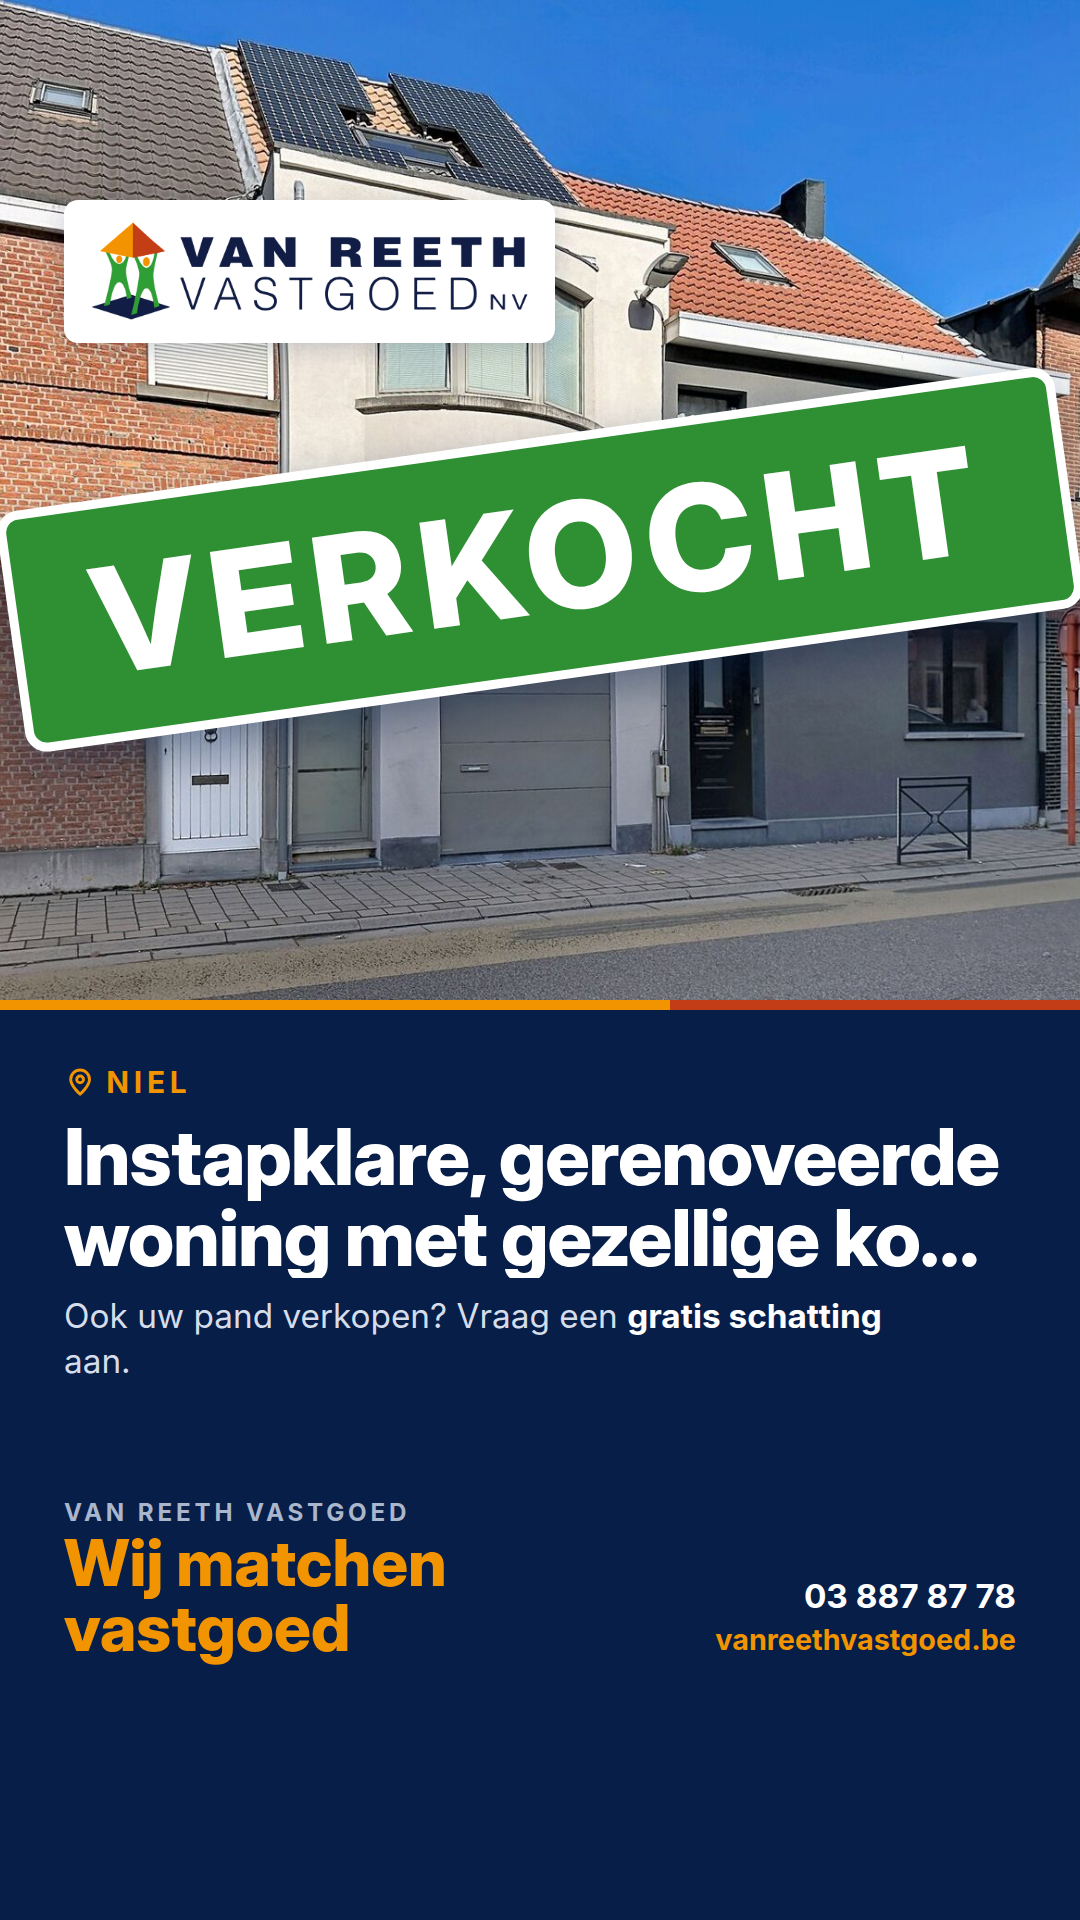 VAN REETH
VASTGOED NV
VERKOCHT
NIEL
Instapklare, gerenoveerde
woning met gezellige ko...
Ook uw pand verkopen? Vraag een gratis schatting
aan.
VAN REETH VASTGOED
Wij matchen
vastgoed
03 887 87 78
vanreethvastgoed.be